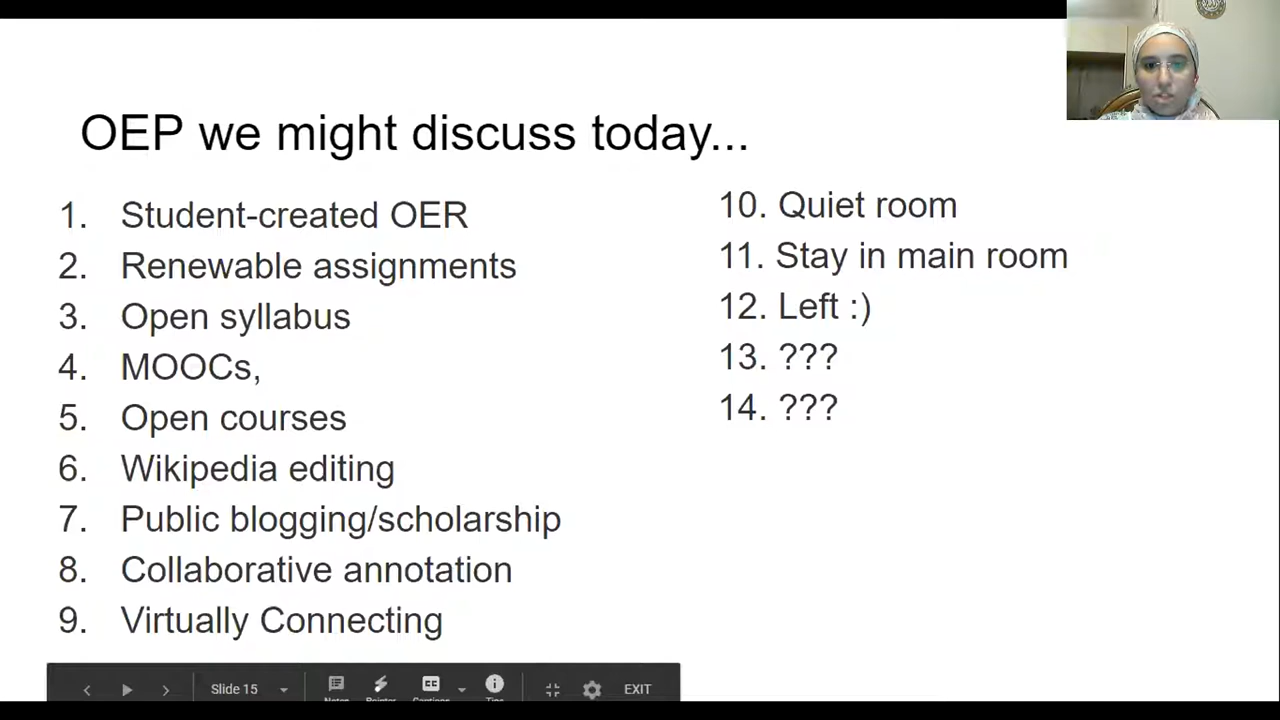 OEP we might discuss today...
1. Student-created OER
2. Renewable assignments
3. Open syllabus
4. MOOCs,
5. Open courses
6. Wikipedia editing
7. Public blogging/scholarship
8. Collaborative annotation
9. Virtually Connecting
10. Quiet room
11. Stay in main room
12. Left :)
13. ???
14. ???
Slide 15
CC
EXIT